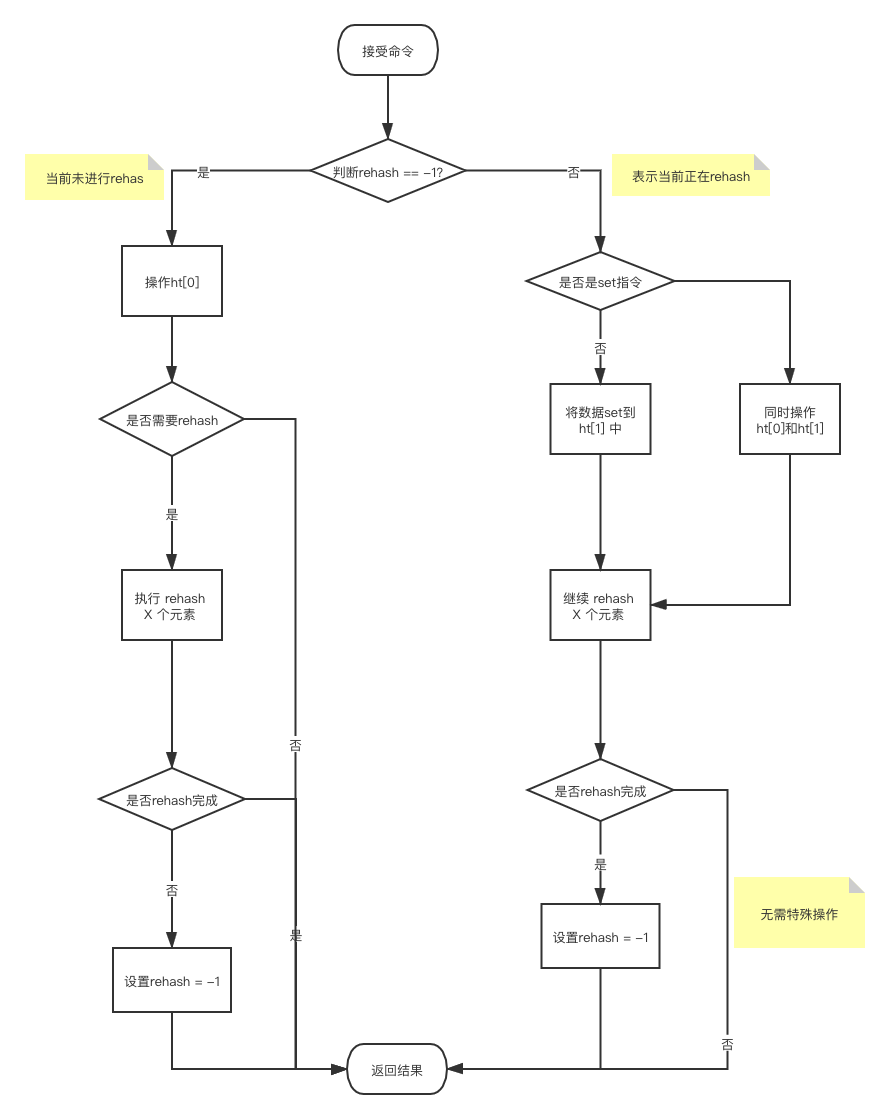 接受命令
判断rehash == -1?
是
否
当前未进行rehas
表示当前正在rehash
操作ht[0]
是否是set指令
否
是否需要rehash
将数据set到
ht[1] 中
同时操作
ht[0]和ht[1]
是
执行 rehash
X 个元素
继续 rehash
X 个元素
否
是否rehash完成
是否rehash完成
否
是
是
设置rehash = -1
设置rehash = -1
无需特殊操作
否
返回结果